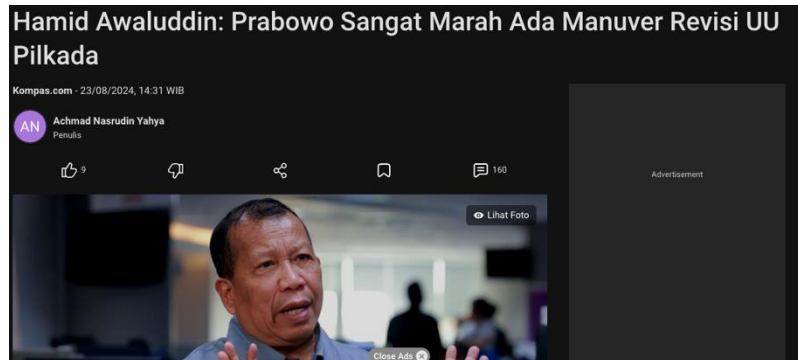 Hamid Awaluddin: Prabowo Sangat Marah Ada Manuver Revisi UU
Pilkada
Kompas.com - 23/08/2024, 14:31 WIB
AN
Achmad Nasrudin Yahya
Penulis
9
160
Advertisement
Lihat Foto
Close Ads X